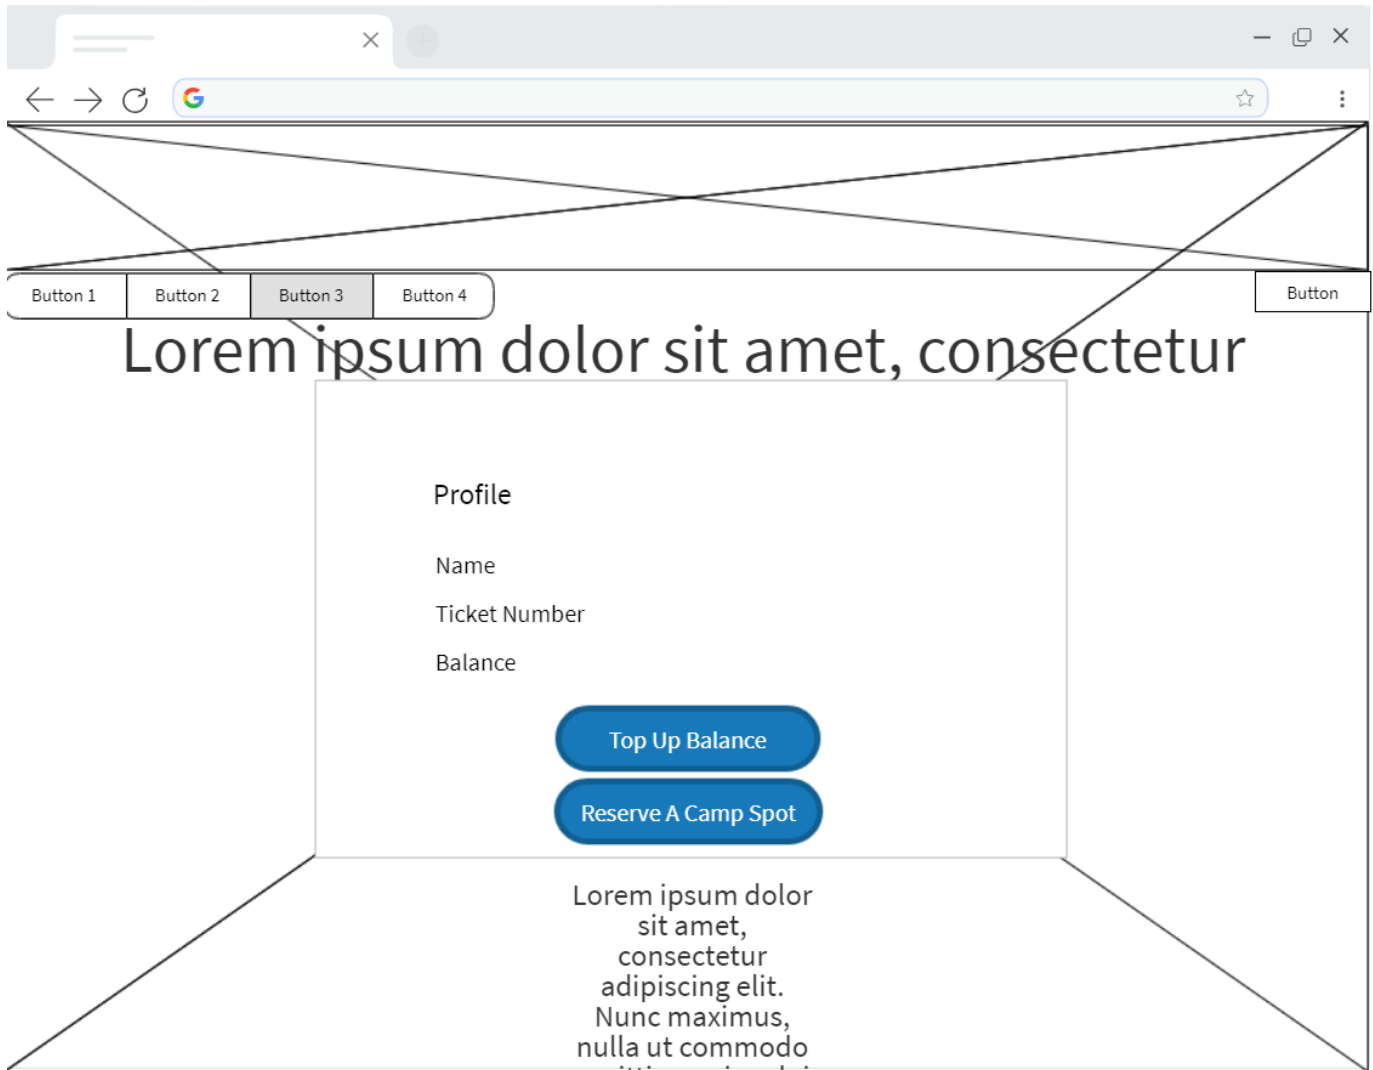 Button 1 Button 2 Button 3 Button 4 Button
Lorem ipsum dolor sit amet, consectetur
Profile
Name
Ticket Number
Balance
Top Up Balance
Reserve A Camp Spot
Lorem ipsum dolor
sit amet,
consectetur
adipiscing elit.
Nunc maximus,
nulla ut commodo